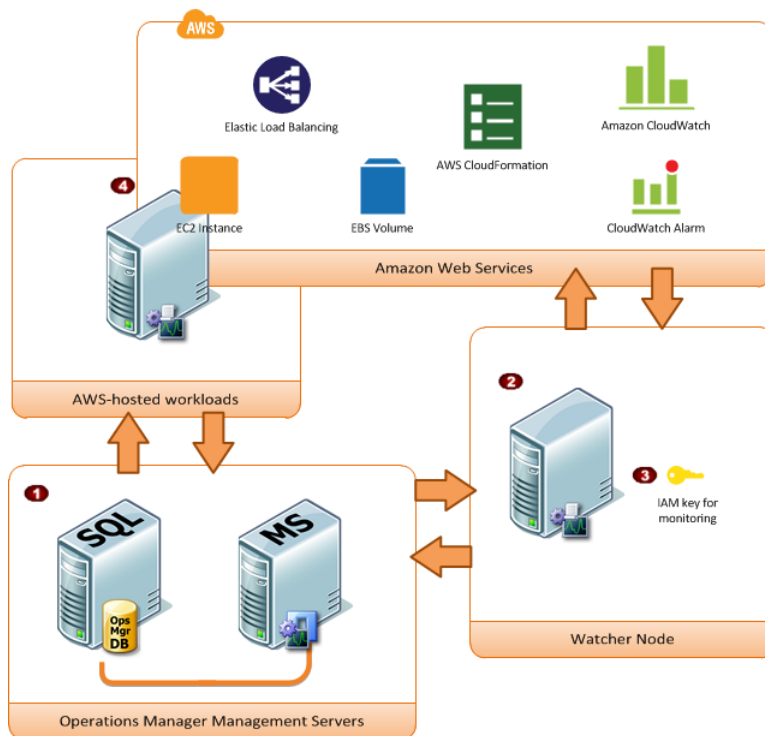 AWS
Elastic Load Balancing
AWS CloudFormation
Amazon CloudWatch
4
EC2 Instance
EBS Volume
CloudWatch Alarm
Amazon Web Services
AWS-hosted workloads
2
3
IAM key for
monitoring
Watcher Node
1
SQL
MS
Ops
Mgr
DB
Operations Manager Management Servers